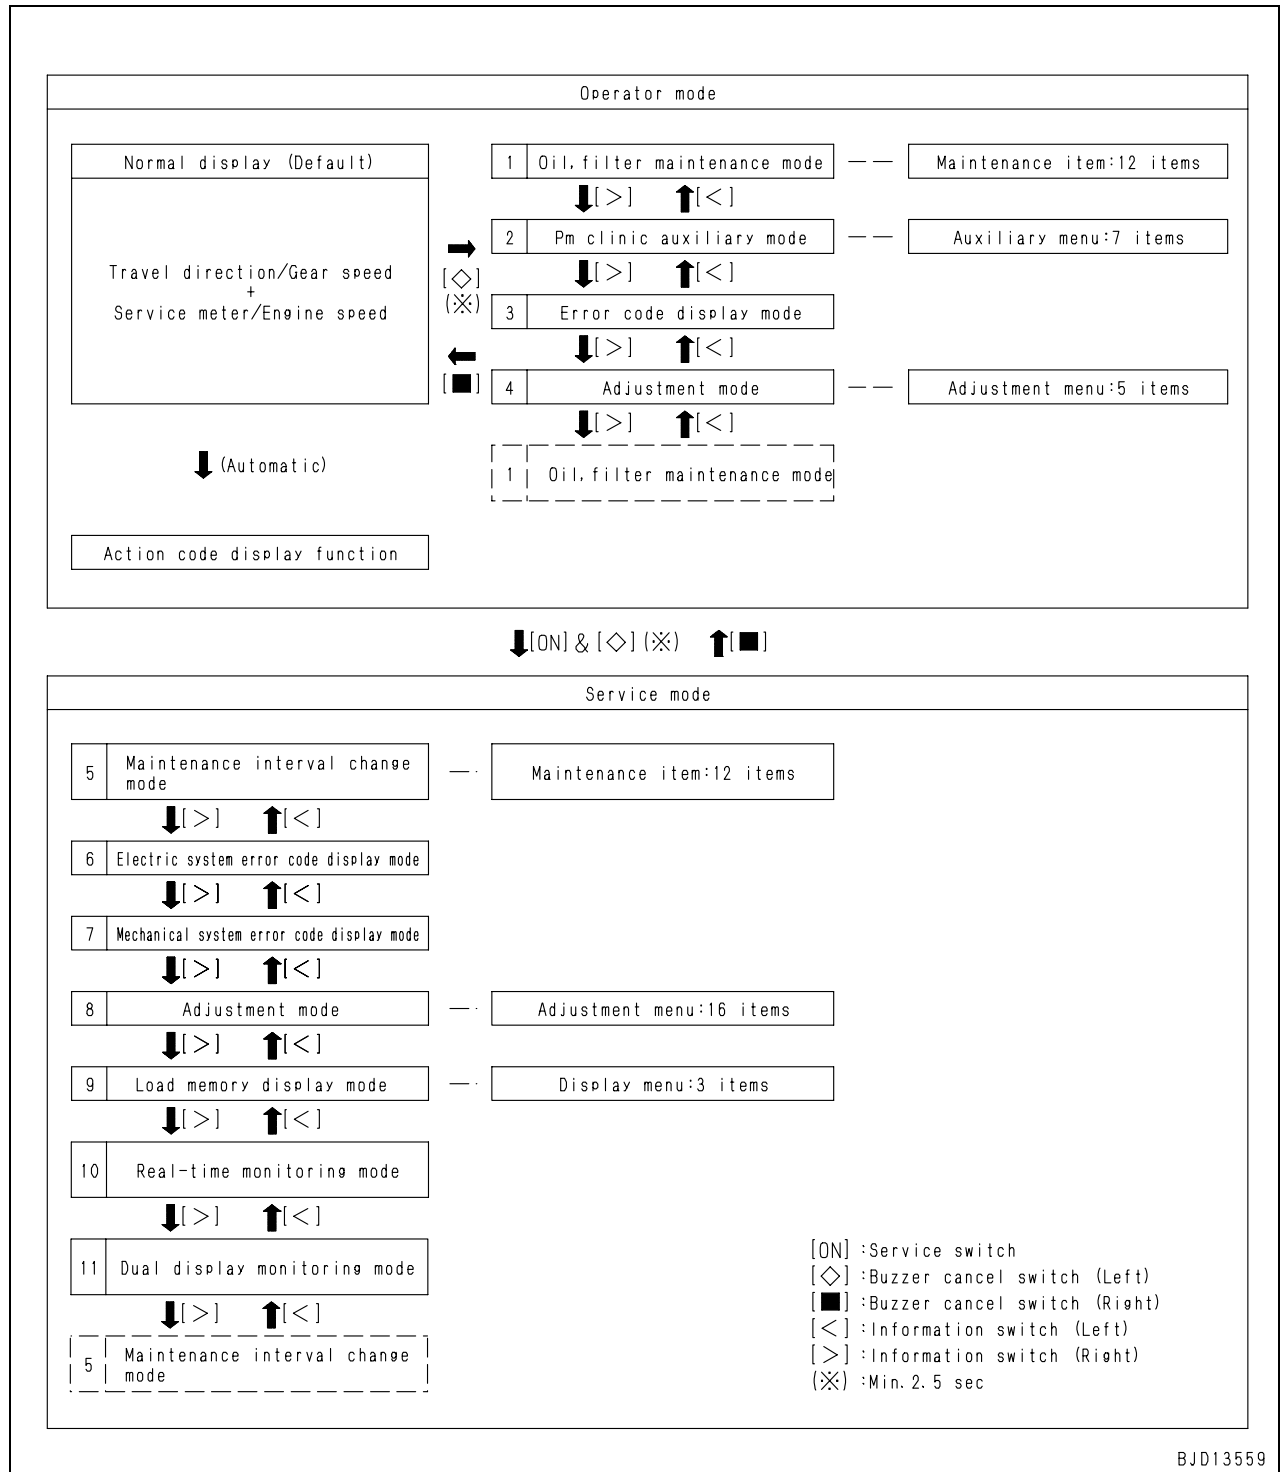 Operator mode
Normal display (Default)
Travel direction/Gear speed
+
Service meter/Engine speed
[◇]
(※)
[■]
(Automatic)
Action code display function
1 Oil, filter maintenance mode
Maintenance item:12 items
[>] [<]
2 Pm clinic auxiliary mode
Auxiliary menu:7 items
[>] [<]
3 Error code display mode
[>] [<]
4 Adjustment mode
Adjustment menu:5 items
[>] [<]
1 Oil, filter maintenance mode
[ON] & [◇] (※) [■]
Service mode
5 Maintenance interval change
mode
Maintenance item:12 items
[>] [<]
6 Electric system error code display mode
[>] [<]
7 Mechanical system error code display mode
[>] [<]
8 Adjustment mode
Adjustment menu:16 items
[>] [<]
9 Load memory display mode
Display menu:3 items
[>] [<]
10 Real-time monitoring mode
[>] [<]
11 Dual display monitoring mode
[>] [<]
5 Maintenance interval change
mode
[ON] :Service switch
[◇] :Buzzer cancel switch (Left)
[■] :Buzzer cancel switch (Right)
[<] :Information switch (Left)
[>] :Information switch (Right)
(※) :Min. 2.5 sec
BJD13559